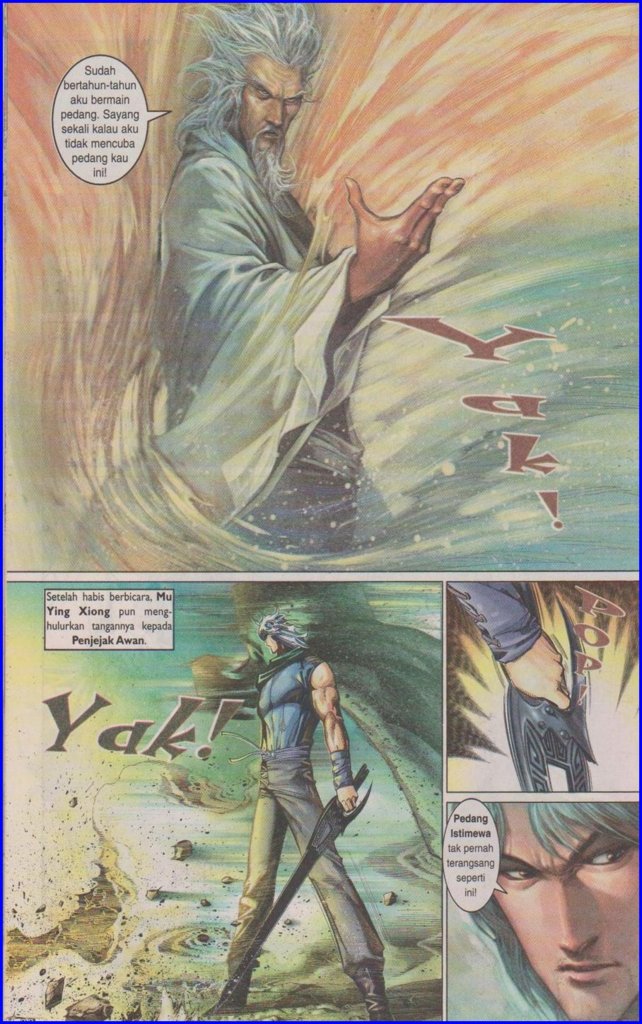 Sudah
bertahun-tahun
aku bermain
pedang. Sayang
sekali kalau aku
tidak mencuba
pedang kau
ini!
Yak!
Setelah habis berbicara, Mu
Ying Xiong pun meng-
hulurkan tangannya kepada
Penjejak Awan.
Yak!
POP!
Pedang
Istimewa
tak pernah
terangsang
seperti
ini!